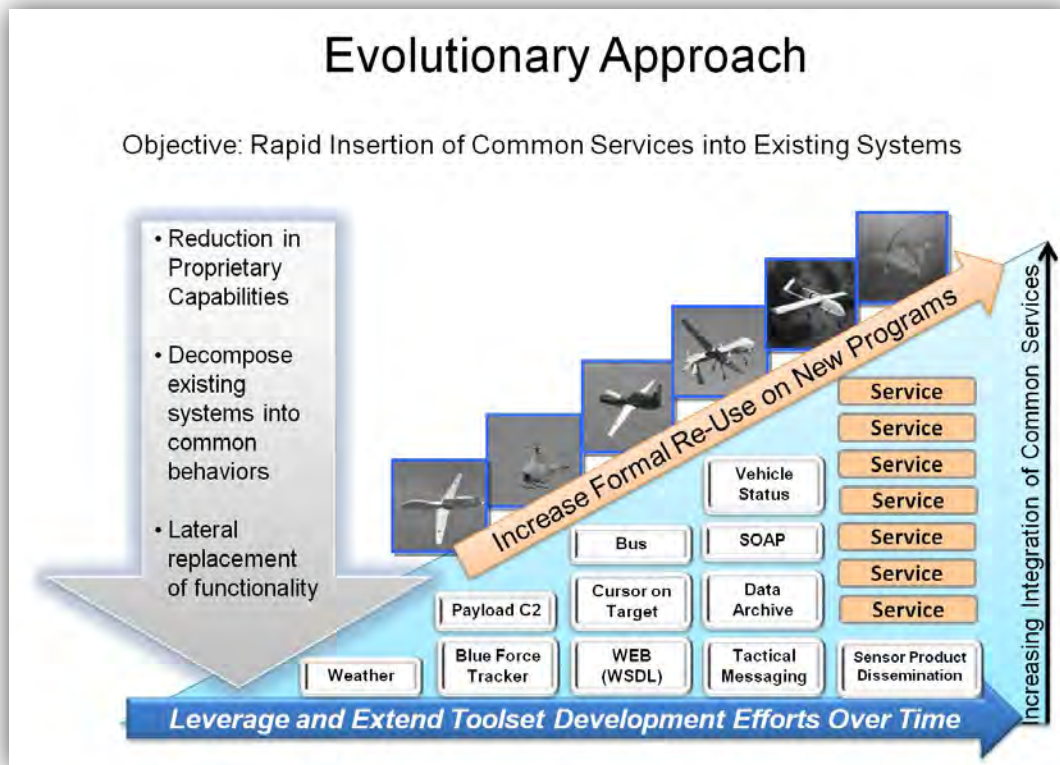 Evolutionary Approach
Objective: Rapid Insertion of Common Services into Existing Systems
• Reduction in
Proprietary
Capabilities
• Decompose
existing
systems into
common
behaviors
• Lateral
replacement
of functionality
Increase Formal Re-Use on New Programs
Increasing Integration of Common Services
Weather
Payload C2
Blue Force
Tracker
Bus
Cursor on
Target
WEB
(WSDL)
Vehicle
Status
SOAP
Data
Archive
Tactical
Messaging
Service
Service
Service
Service
Service
Service
Service
Sensor Product
Dissemination
Leverage and Extend Toolset Development Efforts Over Time